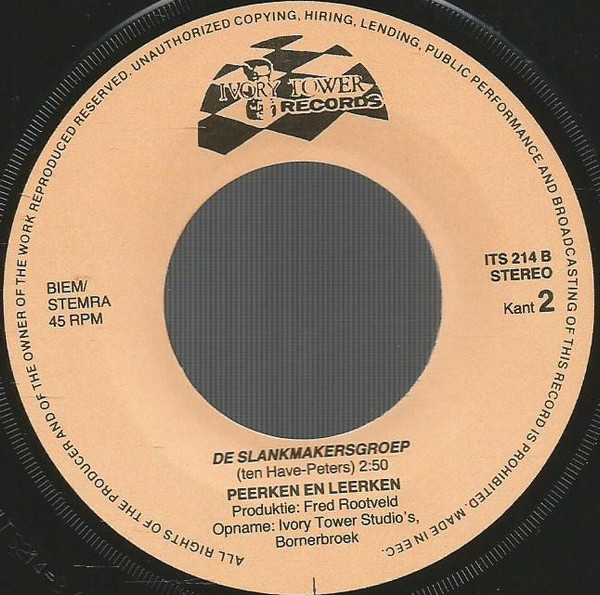 ALL RIGHTS OF THE PRODUCER AND OF THE OWNER OF THE WORK REPRODUCED RESERVED. UNAUTHORIZED COPYING, HIRING, LENDING, PUBLIC PERFORMANCE AND BROADCASTING OF THIS RECORD IS PROHIBITED. MADE IN EEC.
IVORY TOWER
RECORDS
BIEM/
STEMRA
45 RPM
ITS 214 B
STEREO
Kant 2
DE SLANKMAKERSGROEP
(ten Have-Peters) 2:50
PEERKEN EN LEERKEN
Produktie: Fred Rootveld
Opname: Ivory Tower Studio's,
Bornerbroek